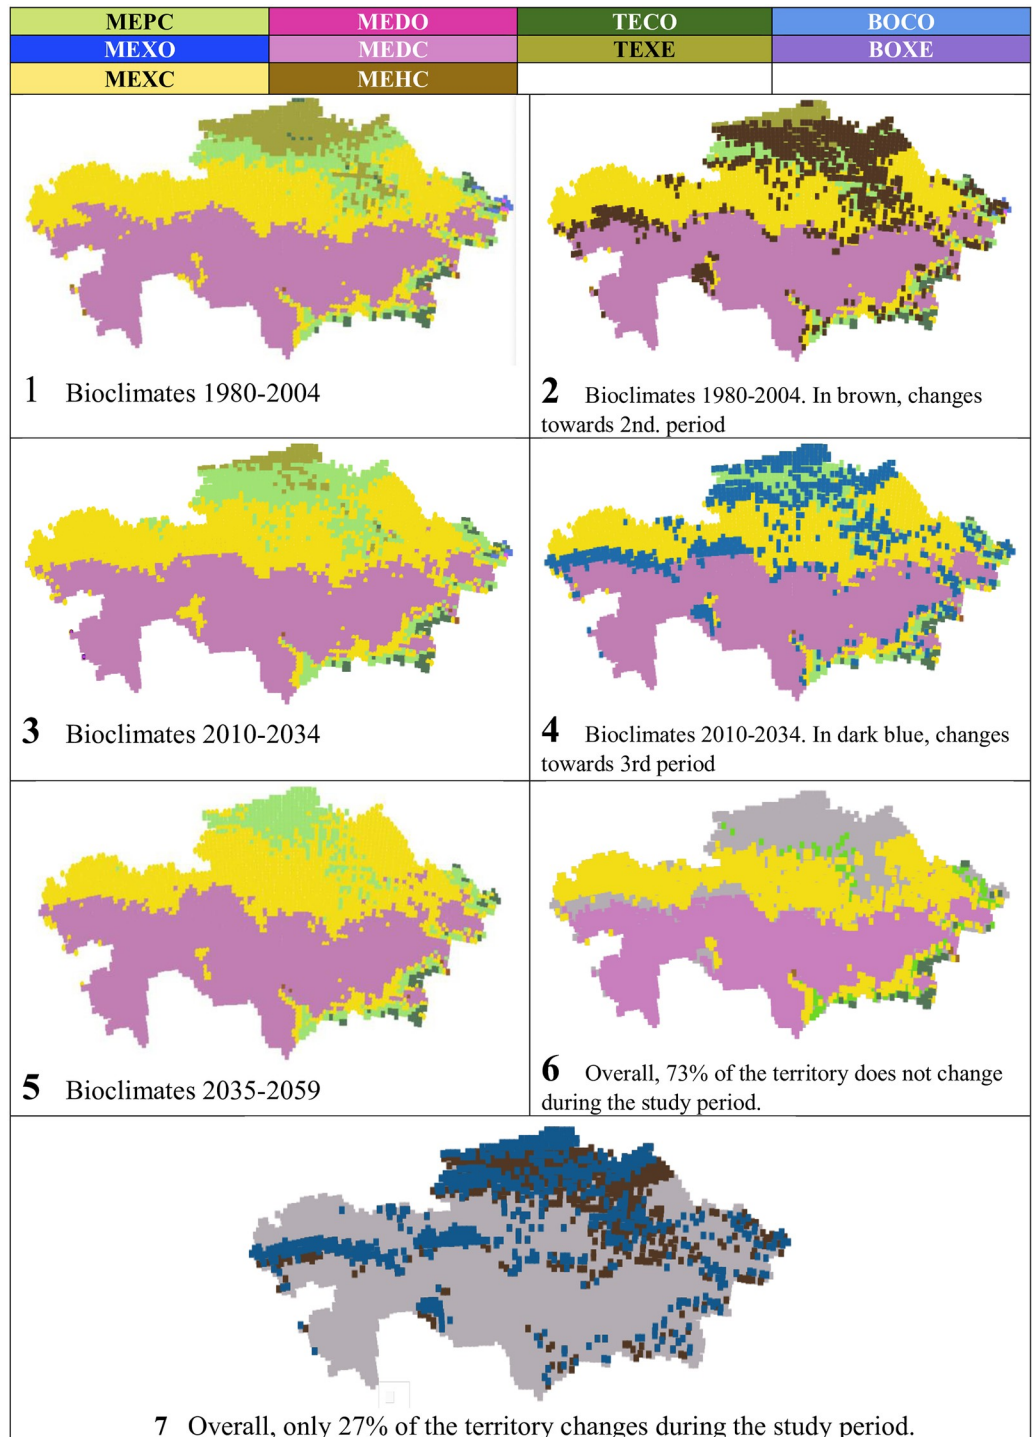 MEPC MEDO TECO BOCO
MEXO MEDC TEXE BOXE
MEXC MEHC
1 Bioclimates 1980-2004
2 Bioclimates 1980-2004. In brown, changes
towards 2nd. period
3 Bioclimates 2010-2034
4 Bioclimates 2010-2034. In dark blue, changes
towards 3rd period
5 Bioclimates 2035-2059
6 Overall, 73% of the territory does not change
during the study period.
7 Overall, only 27% of the territory changes during the study period.